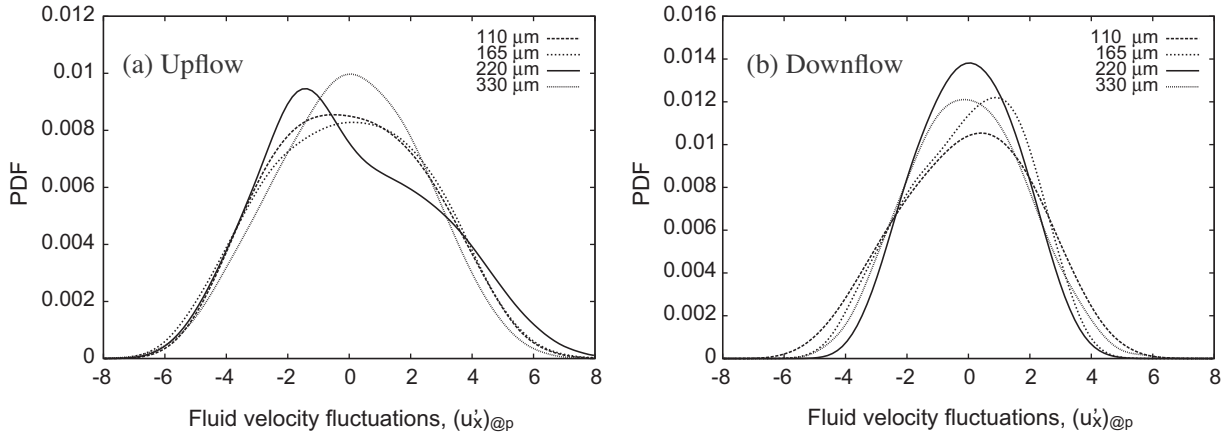 (a) Upflow
110 μm
165 μm
220 μm
330 μm
PDF
0.012
0.01
0.008
0.006
0.004
0.002
0
-8 -6 -4 -2 0 2 4 6 8
Fluid velocity fluctuations, (u'x)@p
(b) Downflow
110 μm
165 μm
220 μm
330 μm
PDF
0.016
0.014
0.012
0.01
0.008
0.006
0.004
0.002
0
-8 -6 -4 -2 0 2 4 6 8
Fluid velocity fluctuations, (u'x)@p